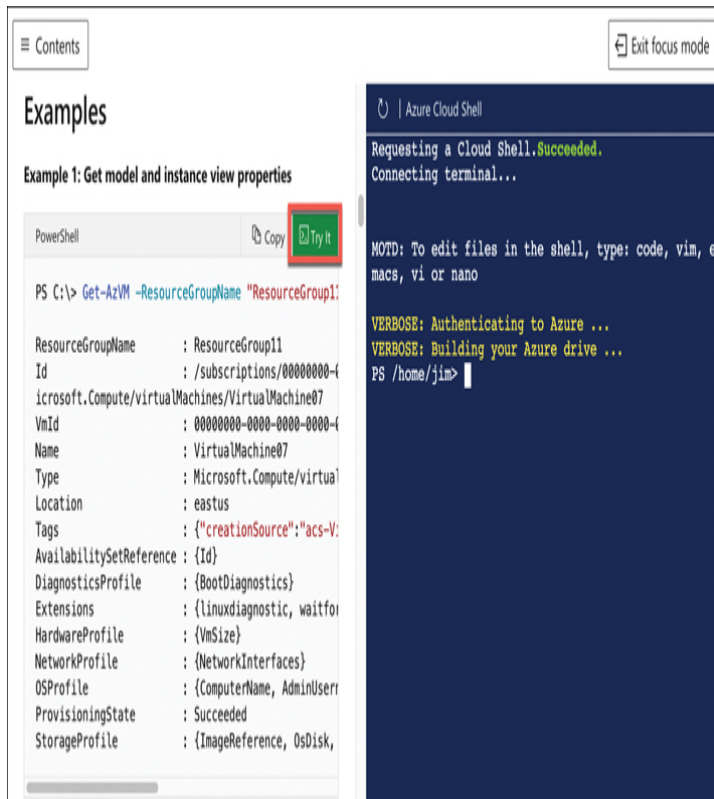 Contents
Exit focus mode
Examples
Example 1: Get model and instance view properties
PowerShell
Copy
Try It
PS C:\> Get-AzVM -ResourceGroupName "ResourceGroup11
ResourceGroupName : ResourceGroup11
Id : /subscriptions/00000000-0
icrosoft.Compute/virtualMachines/VirtualMachine07
VmId : 00000000-0000-0000-0000-0
Name : VirtualMachine07
Type : Microsoft.Compute/virtual
Location : eastus
Tags : {"creationSource":"acs-Vi
AvailabilitySetReference : {Id}
DiagnosticsProfile : {BootDiagnostics}
Extensions : {linuxdiagnostic, waitfor
HardwareProfile : {VmSize}
NetworkProfile : {NetworkInterfaces}
OSProfile : {ComputerName, AdminUsern
ProvisioningState : Succeeded
StorageProfile : {ImageReference, OsDisk,
Azure Cloud Shell
Requesting a Cloud Shell.Succeeded.
Connecting terminal...
MOTD: To edit files in the shell, type: code, vim, e
macs, vi or nano
VERBOSE: Authenticating to Azure ...
VERBOSE: Building your Azure drive ...
PS /home/jim>